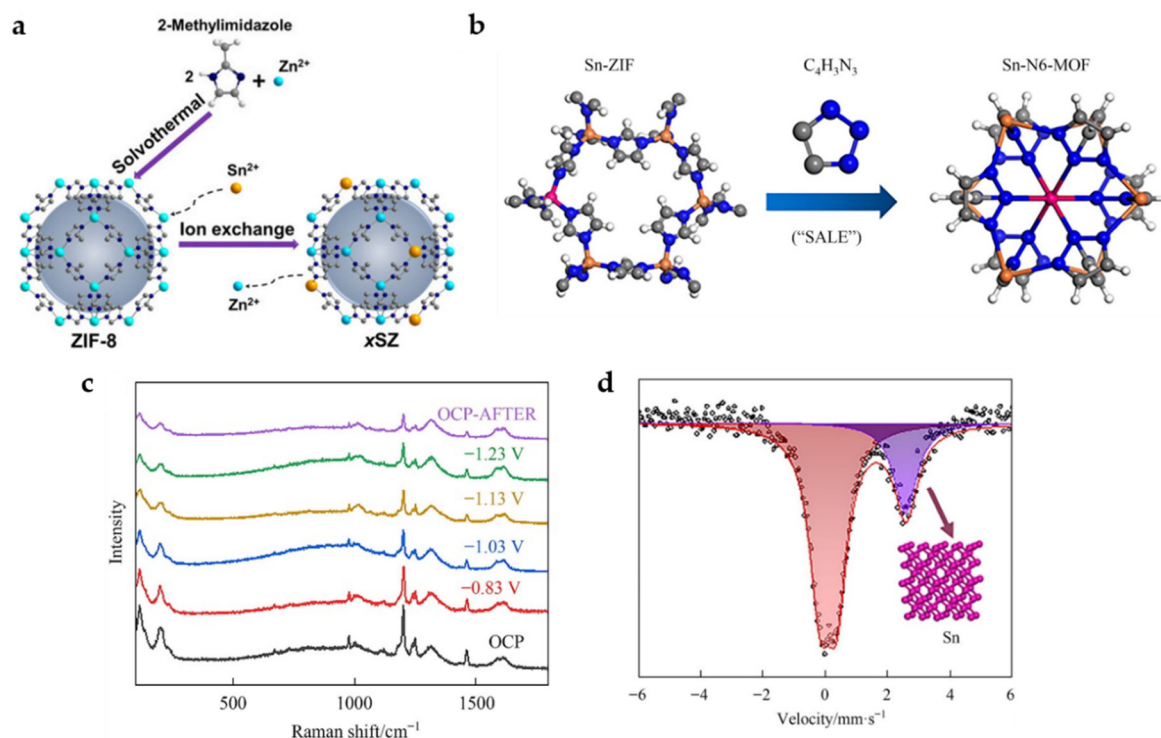 a
2-Methylimidazole
2
+
Zn²⁺
Solvothermal
Sn²⁺
Ion exchange
Zn²⁺
ZIF-8
xSZ
b
Sn-ZIF
C₄H₃N₃
Sn-N6-MOF
("SALE")
c
OCP-AFTER
−1.23 V
−1.13 V
−1.03 V
−0.83 V
OCP
Intensity
500
1000
1500
Raman shift/cm⁻¹
d
Sn
−6
−4
−2
0
2
4
6
Velocity/mm·s⁻¹